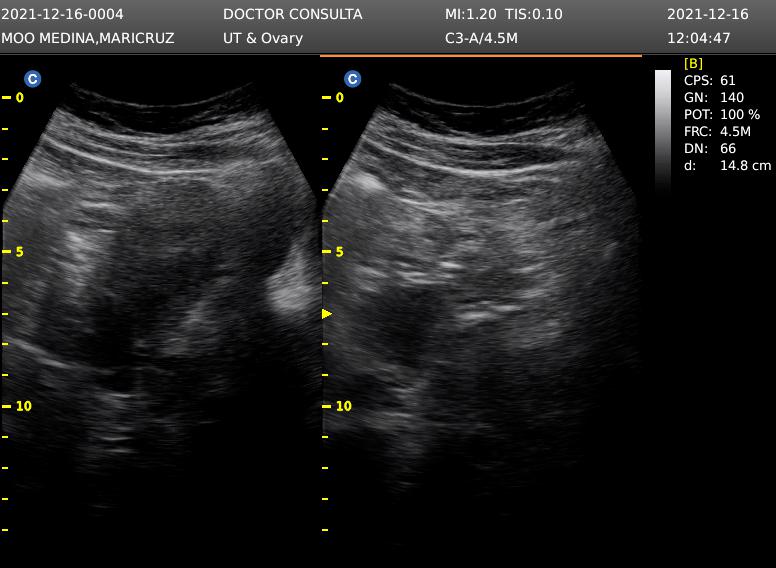 2021-12-16-0004 DOCTOR CONSULTA MI:1.20 TIS:0.10 2021-12-16
MOO MEDINA,MARICRUZ UT & Ovary C3-A/4.5M 12:04:47
[B]
CPS: 61
GN: 140
POT: 100 %
FRC: 4.5M
DN: 66
d: 14.8 cm
C C
0 0
5 5
10 10